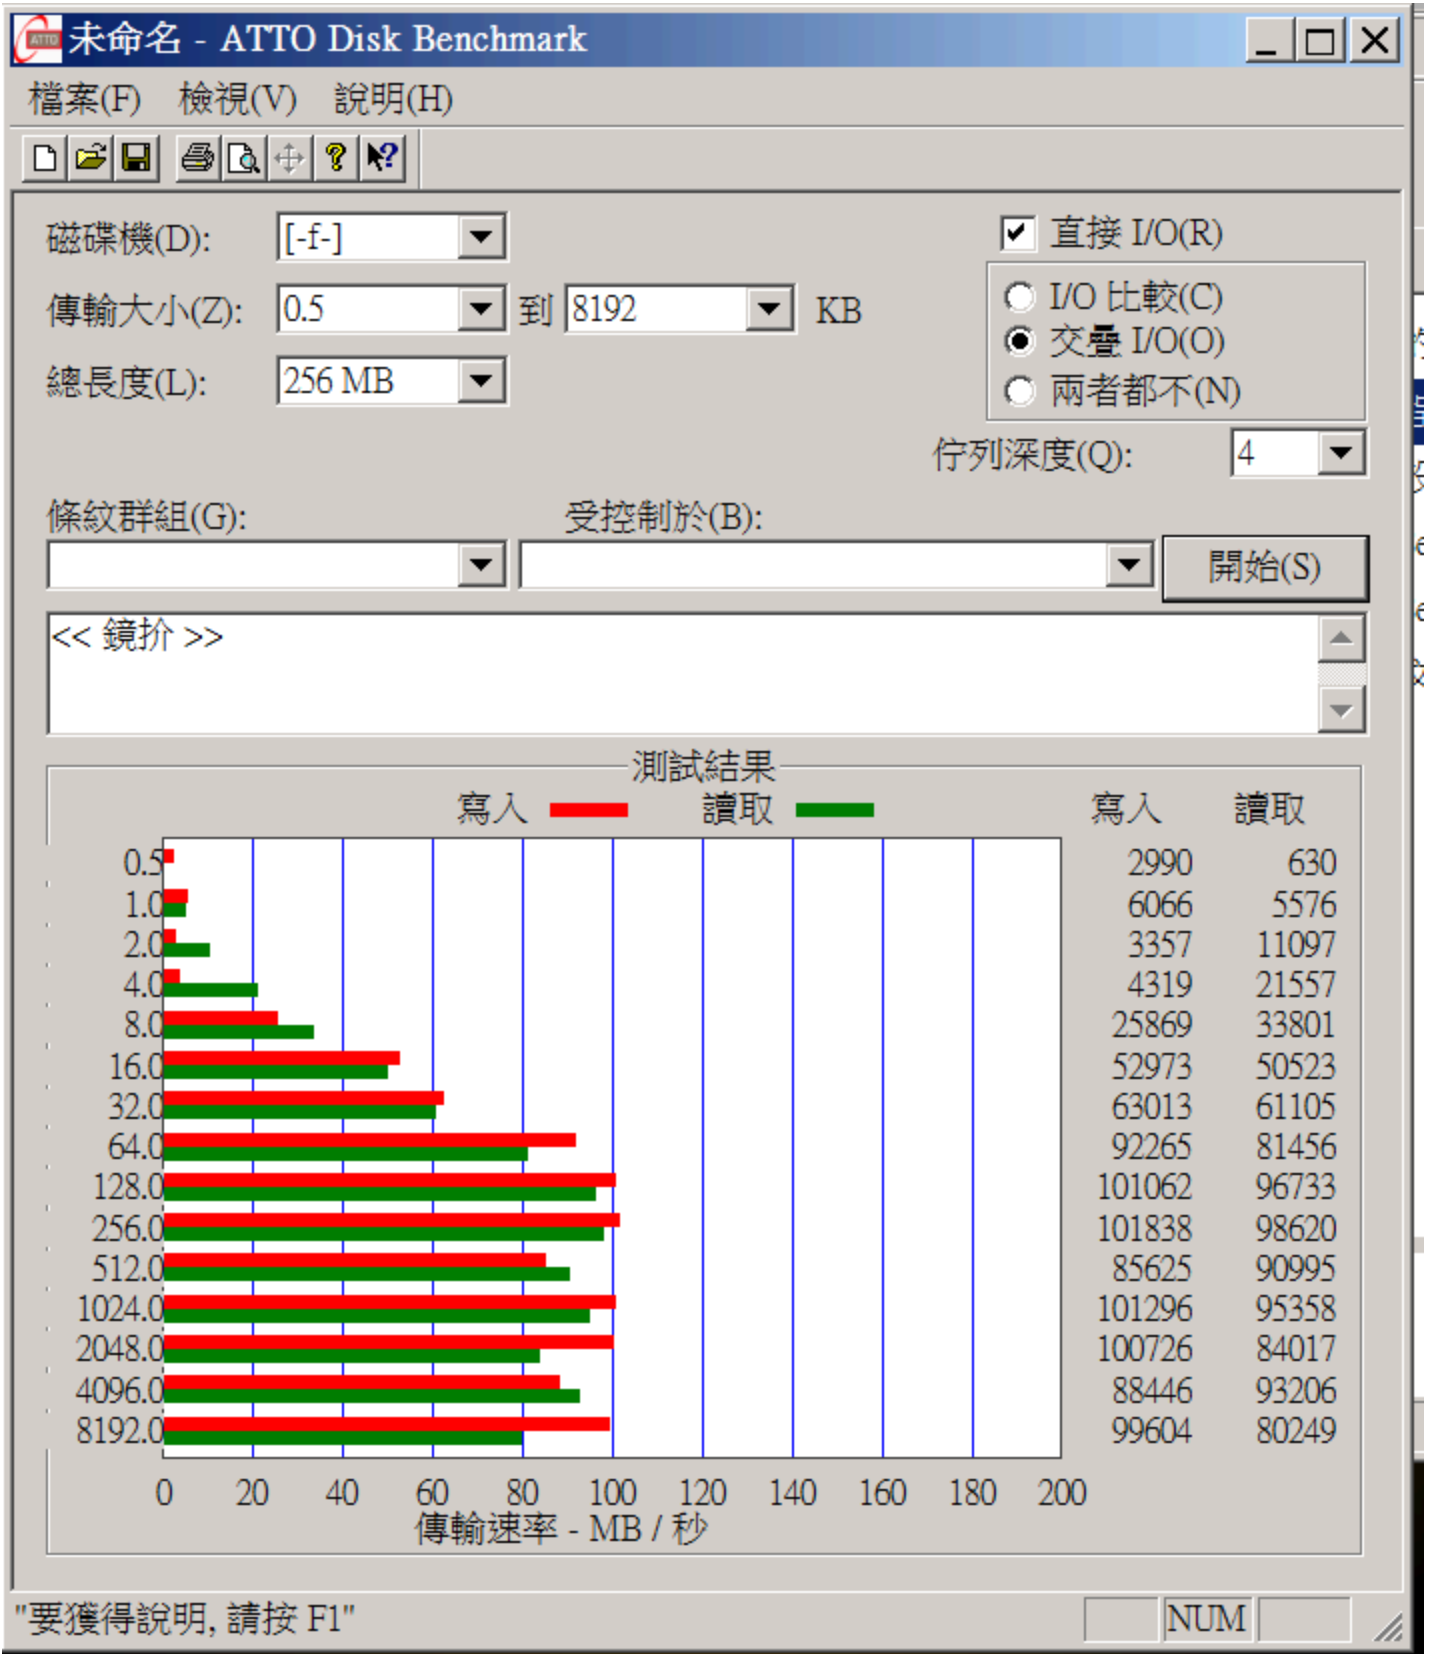 未命名 - ATTO Disk Benchmark
檔案(F) 檢視(V) 說明(H)
磁碟機(D): [-f-] 直接 I/O(R)
傳輸大小(Z): 0.5 到 8192 KB
I/O 比較(C)
交疊 I/O(O)
總長度(L): 256 MB
兩者都不(N)
佇列深度(Q): 4
條紋群組(G): 受控制於(B):
開始(S)
<< 鏡扴 >>
測試結果
寫入 讀取 寫入 讀取
0.5 2990 630
1.0 6066 5576
2.0 3357 11097
4.0 4319 21557
8.0 25869 33801
16.0 52973 50523
32.0 63013 61105
64.0 92265 81456
128.0 101062 96733
256.0 101838 98620
512.0 85625 90995
1024.0 101296 95358
2048.0 100726 84017
4096.0 88446 93206
8192.0 99604 80249
0 20 40 60 80 100 120 140 160 180 200
傳輸速率 - MB / 秒
"要獲得說明, 請按 F1" NUM